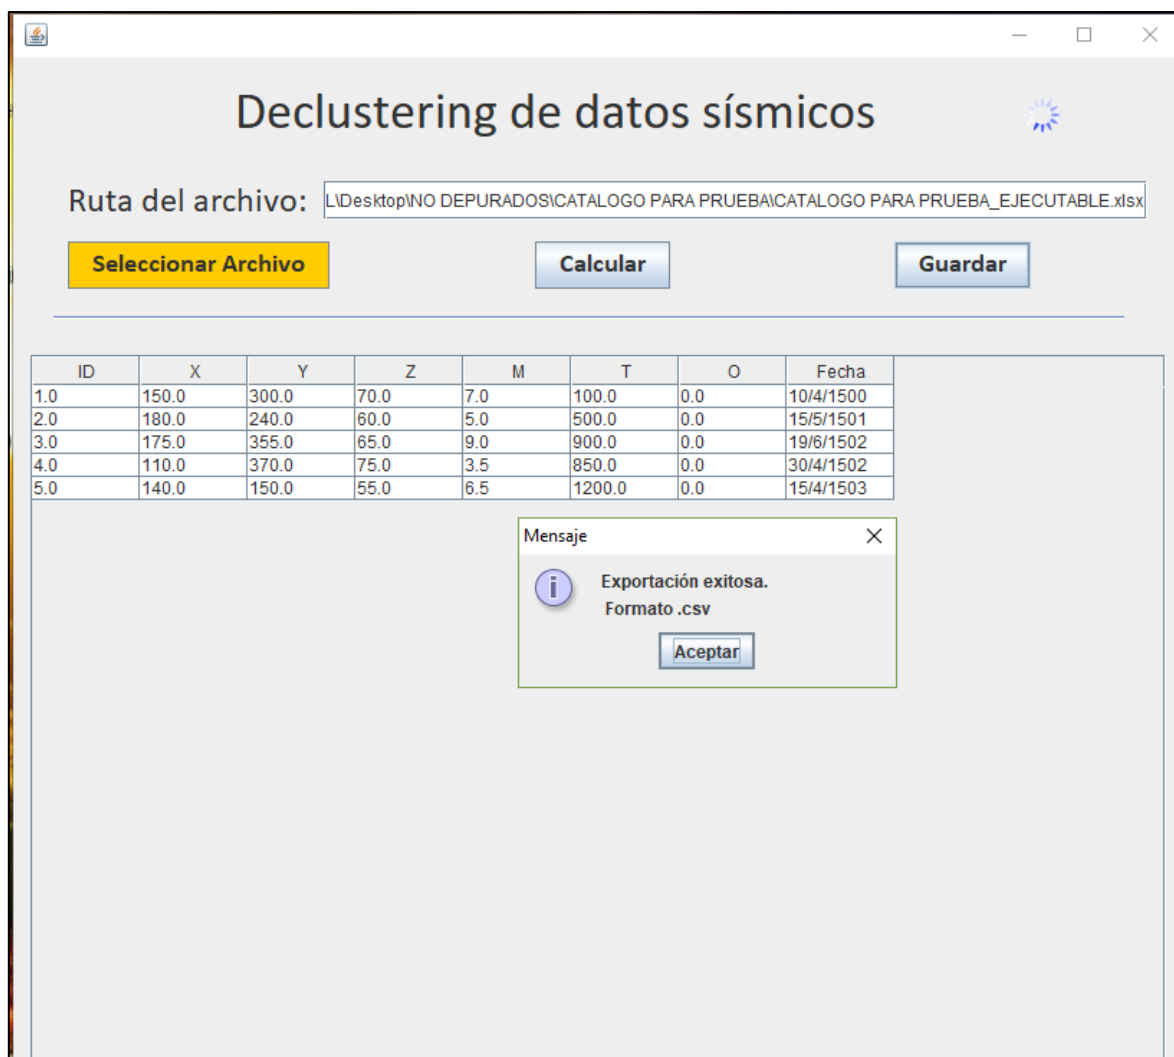 Declustering de datos sísmicos
Ruta del archivo: L\Desktop\NO DEPURADOS\CATALOGO PARA PRUEBA\CATALOGO PARA PRUEBA_EJECUTABLE.xlsx
Seleccionar Archivo Calcular Guardar
ID X Y Z M T O Fecha
1.0 150.0 300.0 70.0 7.0 100.0 0.0 10/4/1500
2.0 180.0 240.0 60.0 5.0 500.0 0.0 15/5/1501
3.0 175.0 355.0 65.0 9.0 900.0 0.0 19/6/1502
4.0 110.0 370.0 75.0 3.5 850.0 0.0 30/4/1502
5.0 140.0 150.0 55.0 6.5 1200.0 0.0 15/4/1503
Mensaje
Exportación exitosa.
Formato .csv
Aceptar